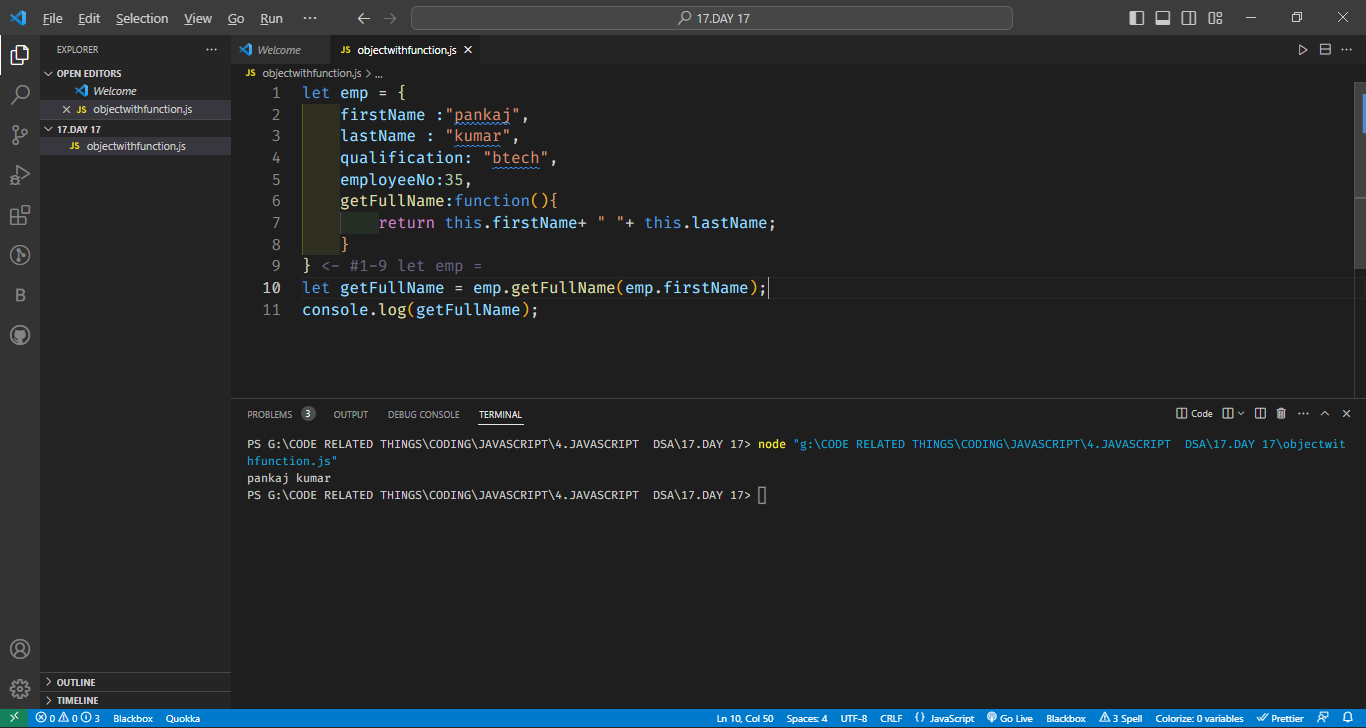 File Edit Selection View Go Run ··· 17.DAY 17
EXPLORER ···
OPEN EDITORS
Welcome
JS objectwithfunction.js
17.DAY 17
JS objectwithfunction.js
OUTLINE
TIMELINE
B
Welcome JS objectwithfunction.js
JS objectwithfunction.js > ...
1 let emp = {
2 firstName :"pankaj",
3 lastName : "kumar",
4 qualification: "btech",
5 employeeNo:35,
6 getFullName:function(){
7 return this.firstName+ " "+ this.lastName;
8 }
9 } <- #1-9 let emp =
10 let getFullName = emp.getFullName(emp.firstName);
11 console.log(getFullName);
PROBLEMS 3 OUTPUT DEBUG CONSOLE TERMINAL Code ···
PS G:\CODE RELATED THINGS\CODING\JAVASCRIPT\4.JAVASCRIPT  DSA\17.DAY 17> node "g:\CODE RELATED THINGS\CODING\JAVASCRIPT\4.JAVASCRIPT  DSA\17.DAY 17\objectwit
hfunction.js"
pankaj kumar
PS G:\CODE RELATED THINGS\CODING\JAVASCRIPT\4.JAVASCRIPT  DSA\17.DAY 17>
0 0 3 Blackbox Quokka Ln 10, Col 50 Spaces: 4 UTF-8 CRLF {} JavaScript Go Live Blackbox 3 Spell Colorize: 0 variables Prettier